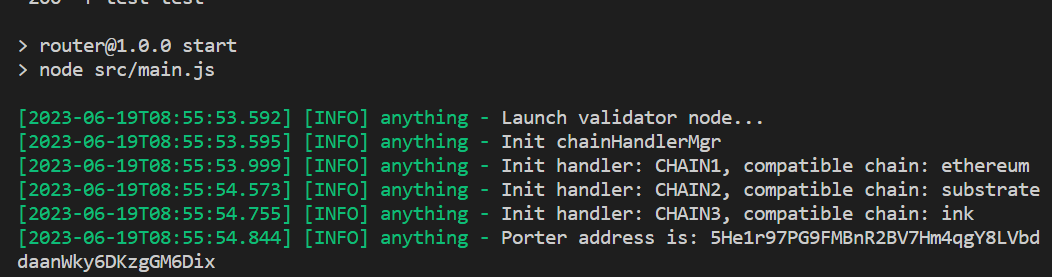 > router@1.0.0 start
> node src/main.js
[2023-06-19T08:55:53.592] [INFO] anything - Launch validator node...
[2023-06-19T08:55:53.595] [INFO] anything - Init chainHandlerMgr
[2023-06-19T08:55:53.999] [INFO] anything - Init handler: CHAIN1, compatible chain: ethereum
[2023-06-19T08:55:54.573] [INFO] anything - Init handler: CHAIN2, compatible chain: substrate
[2023-06-19T08:55:54.755] [INFO] anything - Init handler: CHAIN3, compatible chain: ink
[2023-06-19T08:55:54.844] [INFO] anything - Porter address is: 5He1r97PG9FMBnR2BV7Hm4qgY8LVbd
daanWky6DKzgGM6Dix